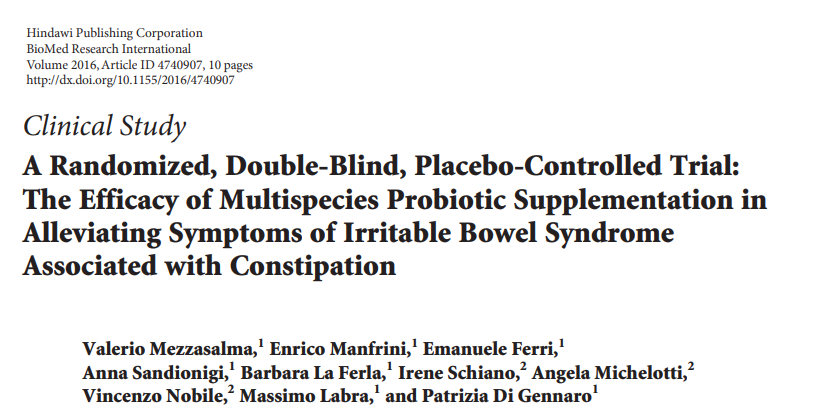 Hindawi Publishing Corporation
BioMed Research International
Volume 2016, Article ID 4740907, 10 pages
http://dx.doi.org/10.1155/2016/4740907
Clinical Study
A Randomized, Double-Blind, Placebo-Controlled Trial:
The Efficacy of Multispecies Probiotic Supplementation in
Alleviating Symptoms of Irritable Bowel Syndrome
Associated with Constipation
Valerio Mezzasalma,1 Enrico Manfrini,1 Emanuele Ferri,1
Anna Sandionigi,1 Barbara La Ferla,1 Irene Schiano,2 Angela Michelotti,2
Vincenzo Nobile,2 Massimo Labra,1 and Patrizia Di Gennaro1